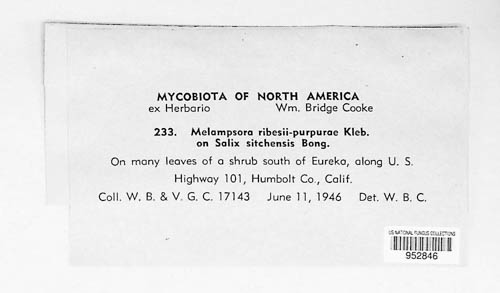 MYCOBIOTA OF NORTH AMERICA
ex Herbario Wm. Bridge Cooke
233. Melampsora ribesii-purpurae Kleb.
on Salix sitchensis Bong.
On many leaves of a shrub south of Eureka, along U. S.
Highway 101, Humbolt Co., Calif.
Coll. W. B. & V. G. C. 17143 June 11, 1946 Det. W. B. C.
US NATIONAL FUNGUS COLLECTIONS
952846